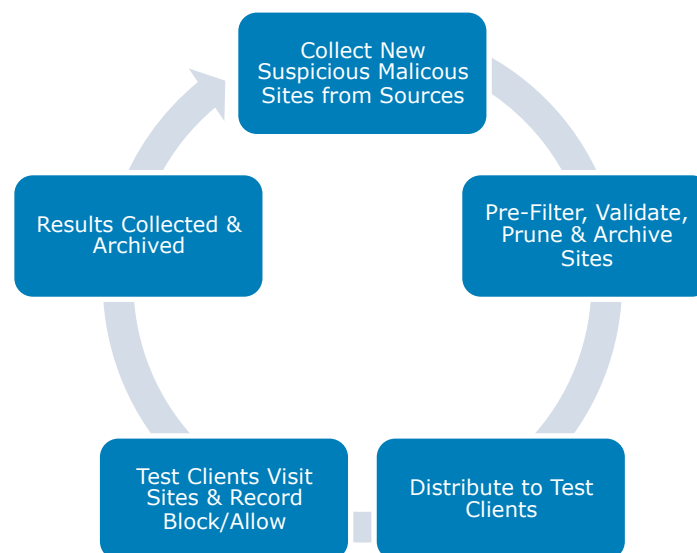 Collect New
Suspicious Malicous
Sites from Sources
Pre-Filter, Validate,
Prune & Archive
Sites
Distribute to Test
Clients
Test Clients Visit
Sites & Record
Block/Allow
Results Collected &
Archived